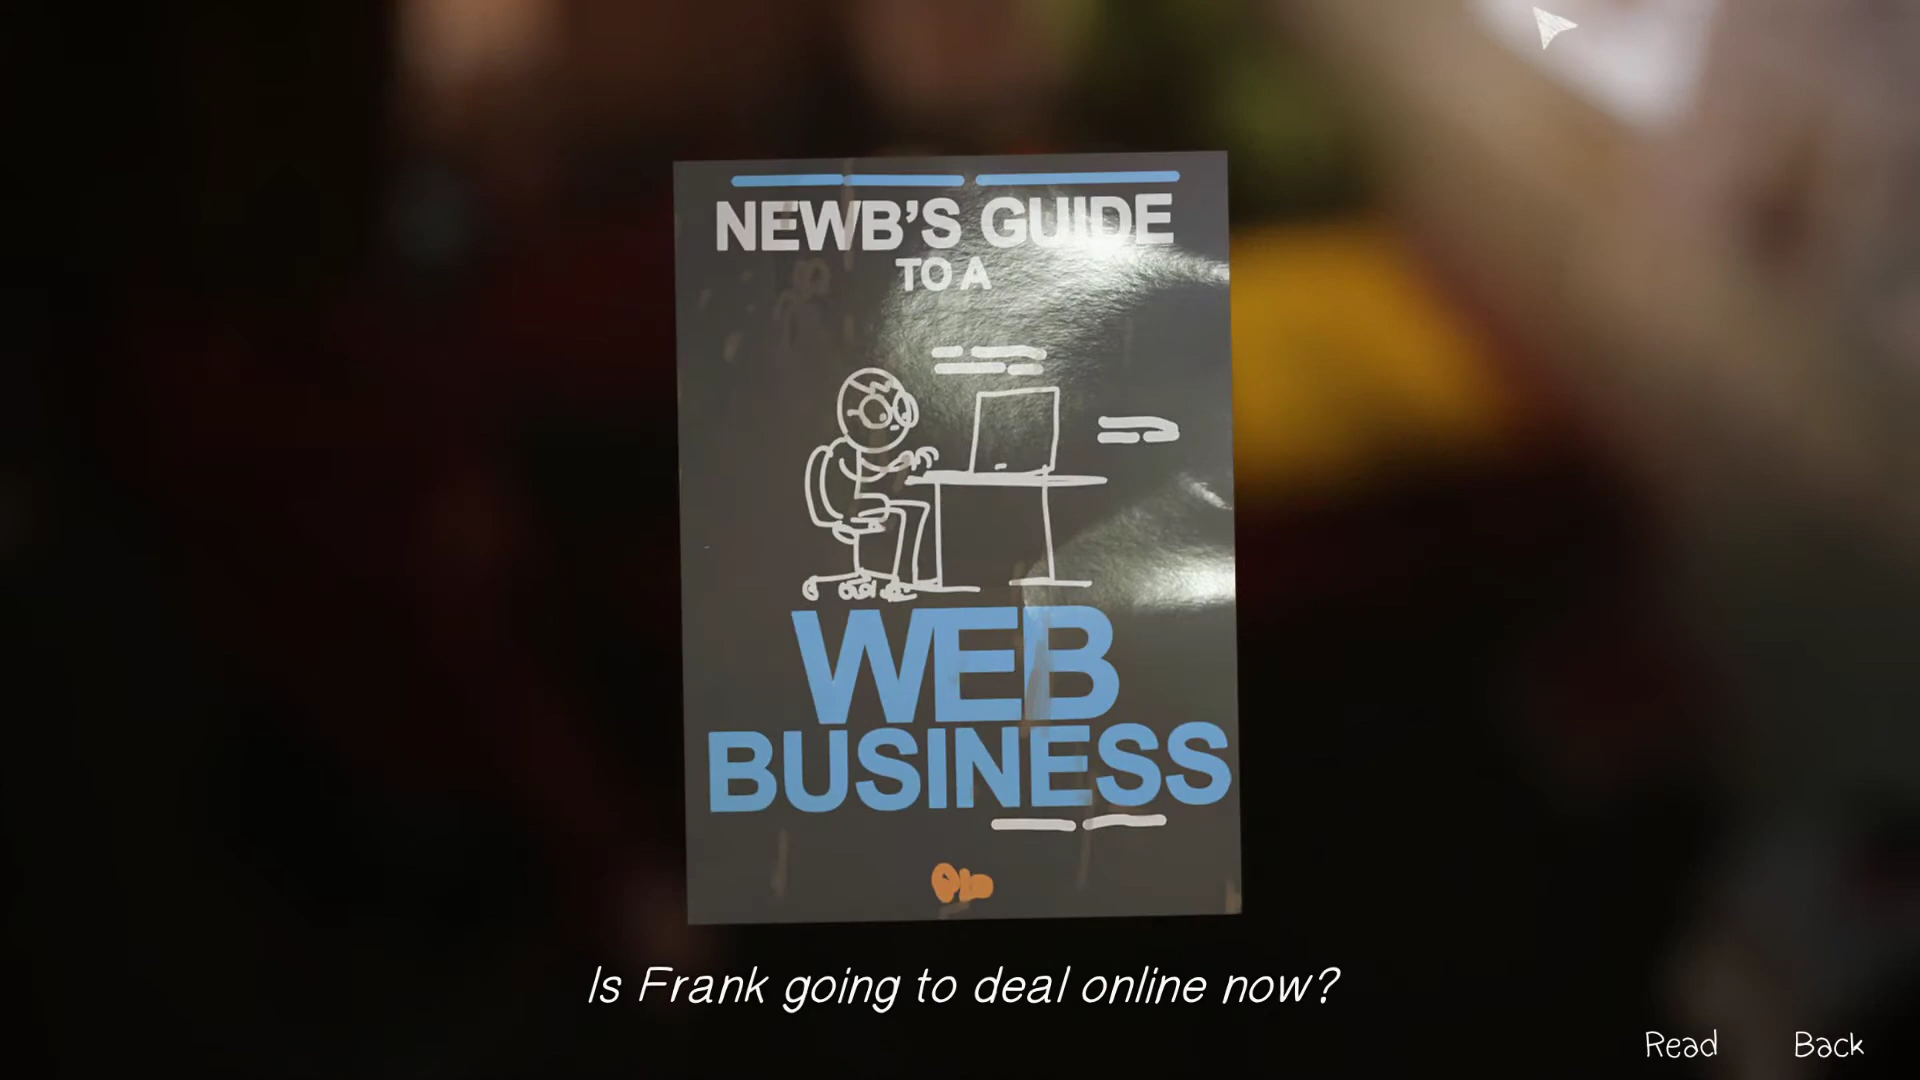 NEWB'S GUIDE
TO A
WEB
BUSINESS
Is Frank going to deal online now?
Read Back